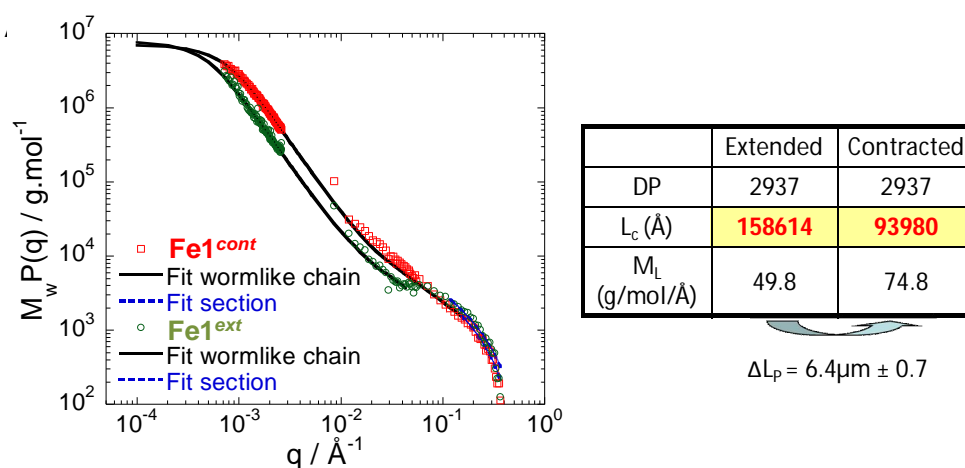 10^7
10^6
10^5
10^4
10^3
10^2
M_w P(q) / g.mol^-1
Fe1^cont
Fit wormlike chain
Fit section
Fe1^ext
Fit wormlike chain
Fit section
10^-4 10^-3 10^-2 10^-1 10^0
q / Å^-1
Extended Contracted
DP 2937 2937
L_c (Å) 158614 93980
M_L
(g/mol/Å) 49.8 74.8
ΔL_P = 6.4µm ± 0.7